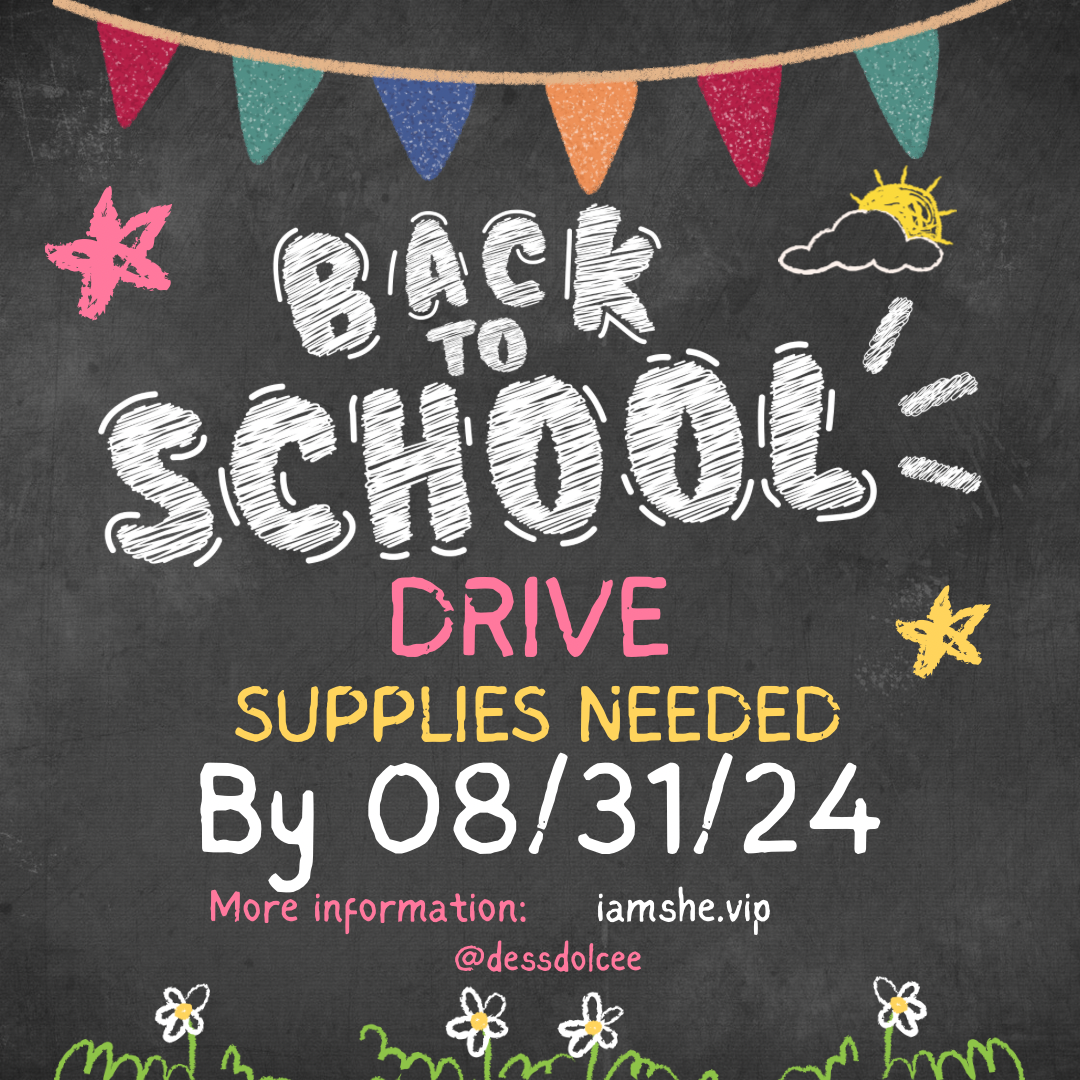 BACK
TO
SCHOOL
DRIVE
SUPPLIES NEEDED
By 08/31/24
More information: iamshe.vip
@dessdolcee